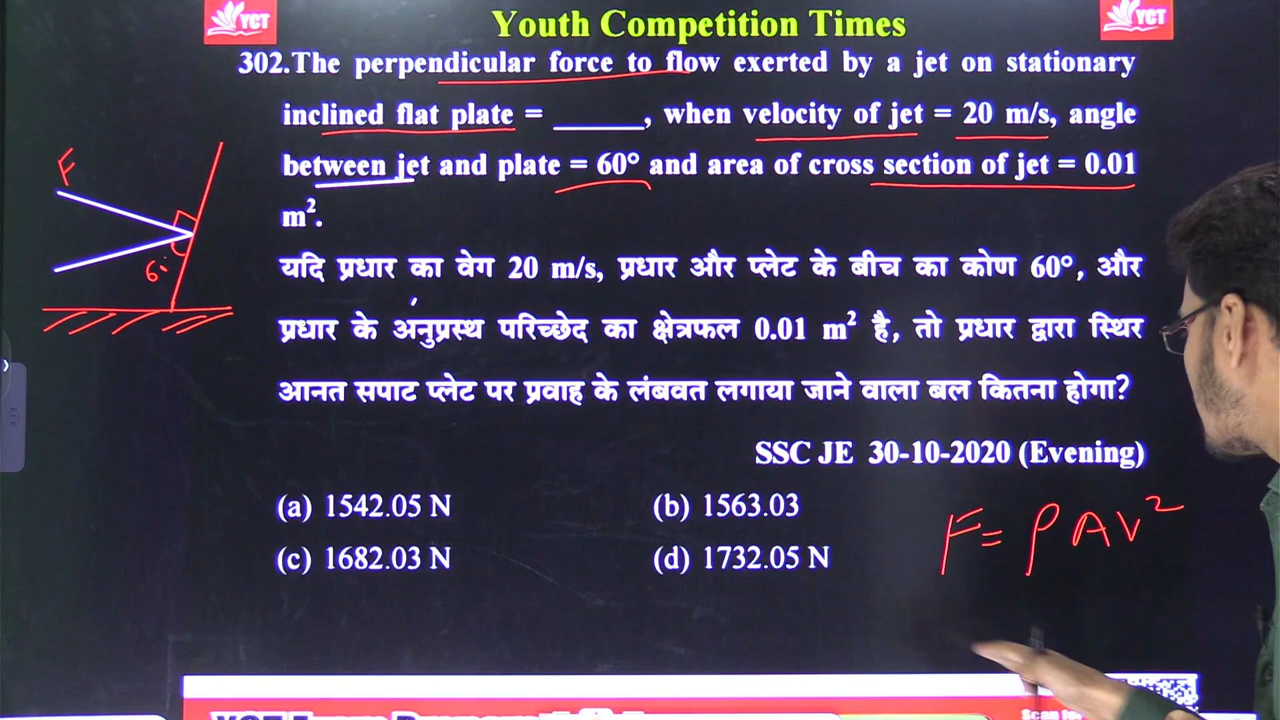 YCT
Youth Competition Times
YCT
302.The perpendicular force to flow exerted by a jet on stationary
inclined flat plate = ______, when velocity of jet = 20 m/s, angle
between jet and plate = 60° and area of cross section of jet = 0.01
m².
F
60°
यदि प्रधार का वेग 20 m/s, प्रधार और प्लेट के बीच का कोण 60°, और
प्रधार के अनुप्रस्थ परिच्छेद का क्षेत्रफल 0.01 m² है, तो प्रधार द्वारा स्थिर
आनत सपाट प्लेट पर प्रवाह के लंबवत लगाया जाने वाला बल कितना होगा?
SSC JE 30-10-2020 (Evening)
(a) 1542.05 N
(b) 1563.03
(c) 1682.03 N
(d) 1732.05 N
F = ρAV²